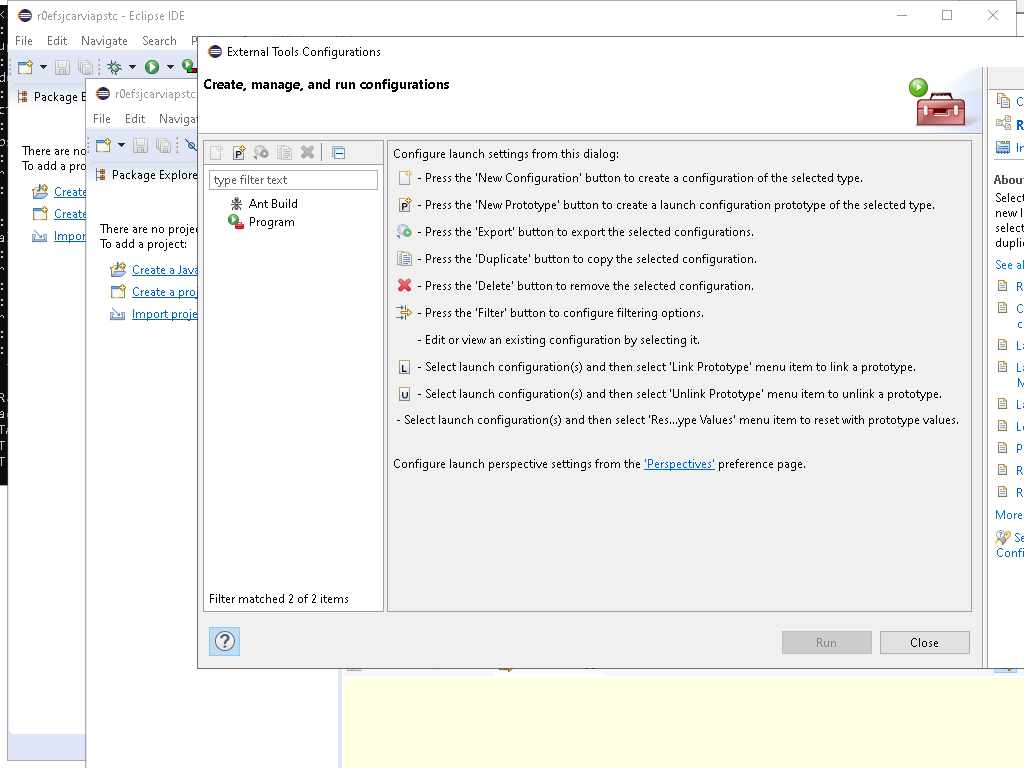 r0efsjcarviapstc - Eclipse IDE
File Edit Navigate Search
Package E
There are no
To add a pro
Create
Create
Impor
r0efsjcarviapstc
File Edit Naviga
Package Explore
There are no proje
To add a project:
Create a Java
Create a proj
Import proje
External Tools Configurations
Create, manage, and run configurations
type filter text
Ant Build
Program
Filter matched 2 of 2 items
Configure launch settings from this dialog:
- Press the 'New Configuration' button to create a configuration of the selected type.
- Press the 'New Prototype' button to create a launch configuration prototype of the selected type.
- Press the 'Export' button to export the selected configurations.
- Press the 'Duplicate' button to copy the selected configuration.
- Press the 'Delete' button to remove the selected configuration.
- Press the 'Filter' button to configure filtering options.
- Edit or view an existing configuration by selecting it.
- Select launch configuration(s) and then select 'Link Prototype' menu item to link a prototype.
- Select launch configuration(s) and then select 'Unlink Prototype' menu item to unlink a prototype.
- Select launch configuration(s) and then select 'Res...ype Values' menu item to reset with prototype values.
Configure launch perspective settings from the 'Perspectives' preference page.
Run
Close
Abou
Select
new l
select
dupli
See al
More
Se
Confi